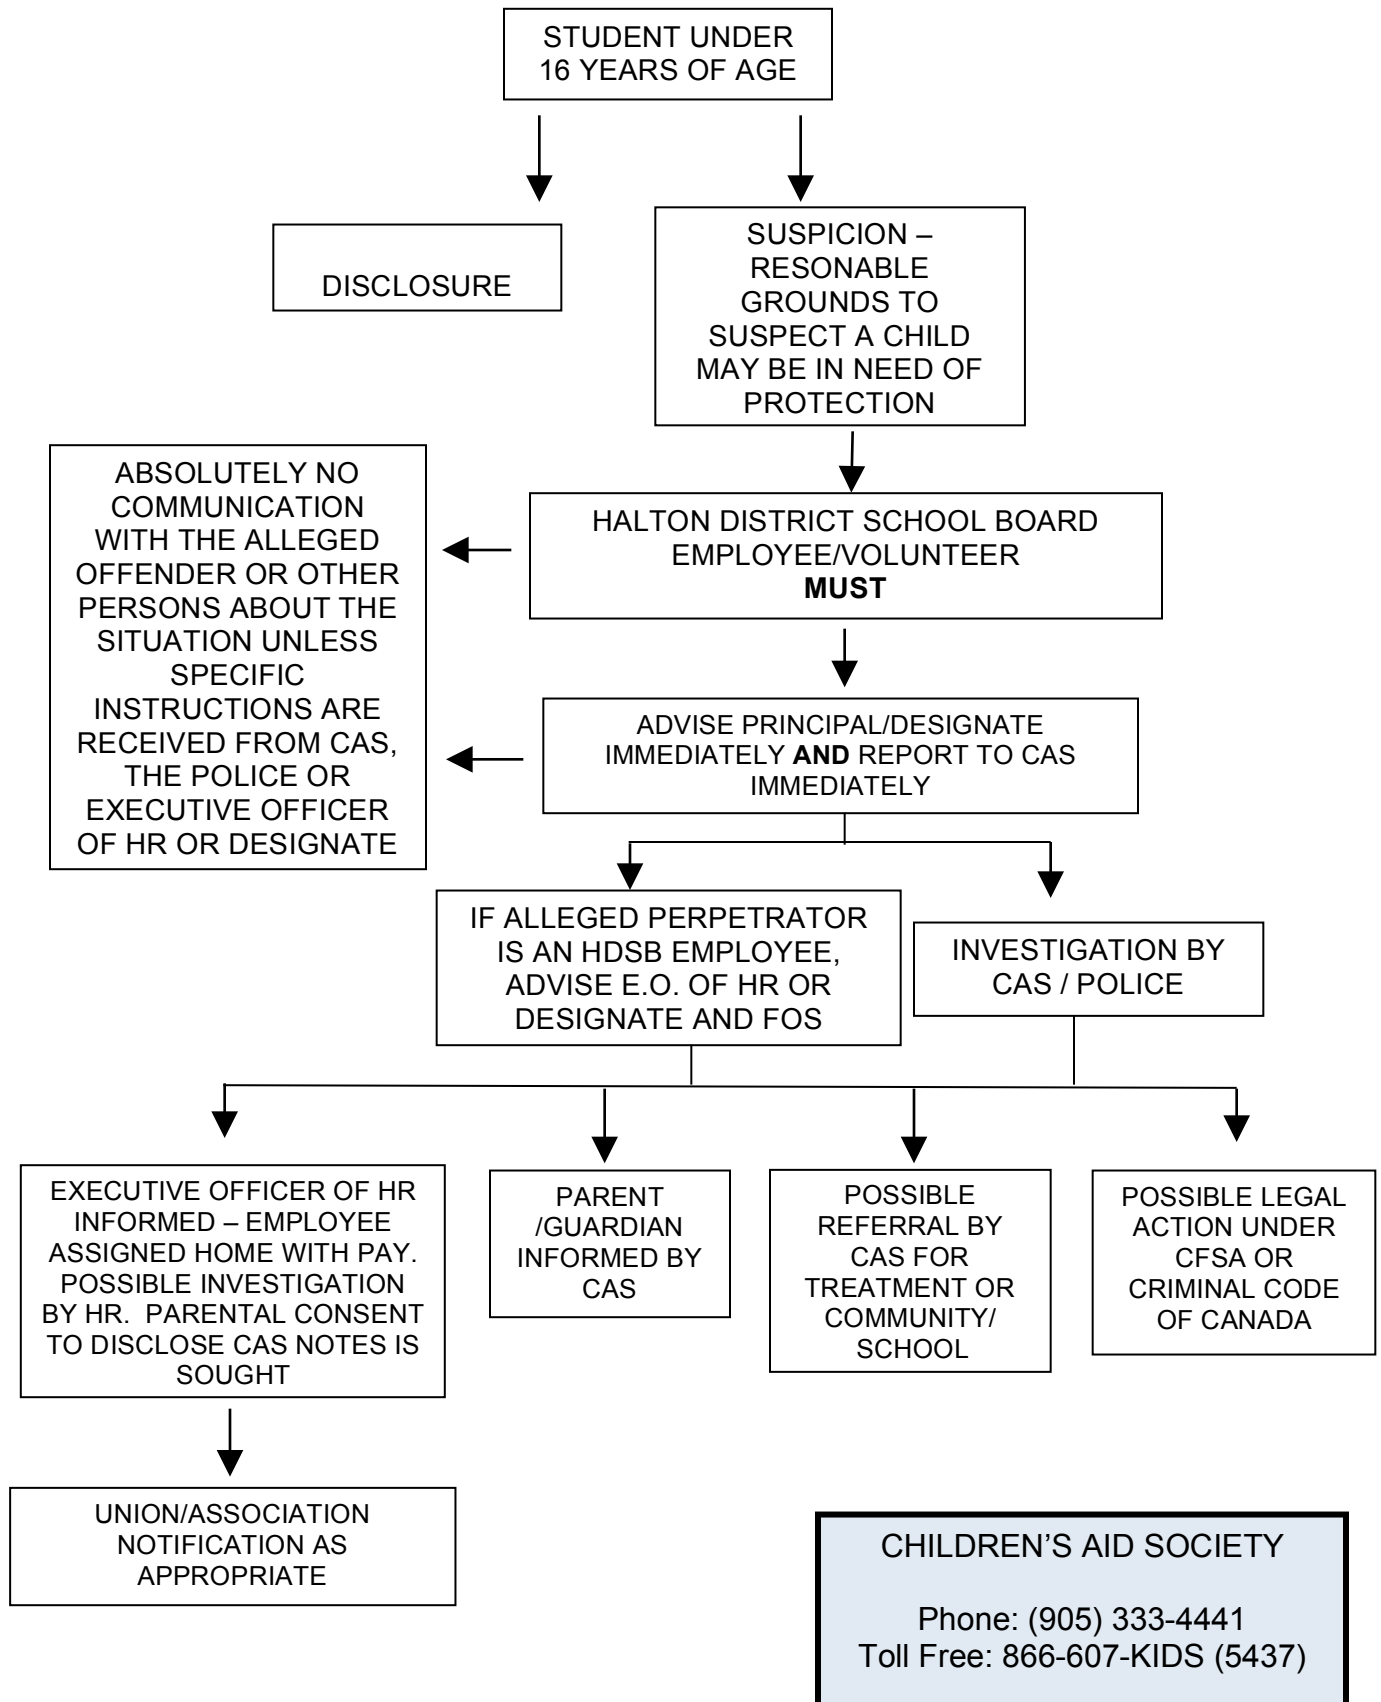 STUDENT UNDER
16 YEARS OF AGE
DISCLOSURE
SUSPICION –
RESONABLE
GROUNDS TO
SUSPECT A CHILD
MAY BE IN NEED OF
PROTECTION
ABSOLUTELY NO
COMMUNICATION
WITH THE ALLEGED
OFFENDER OR OTHER
PERSONS ABOUT THE
SITUATION UNLESS
SPECIFIC
INSTRUCTIONS ARE
RECEIVED FROM CAS,
THE POLICE OR
EXECUTIVE OFFICER
OF HR OR DESIGNATE
HALTON DISTRICT SCHOOL BOARD
EMPLOYEE/VOLUNTEER
MUST
ADVISE PRINCIPAL/DESIGNATE
IMMEDIATELY AND REPORT TO CAS
IMMEDIATELY
IF ALLEGED PERPETRATOR
IS AN HDSB EMPLOYEE,
ADVISE E.O. OF HR OR
DESIGNATE AND FOS
INVESTIGATION BY
CAS / POLICE
EXECUTIVE OFFICER OF HR
INFORMED – EMPLOYEE
ASSIGNED HOME WITH PAY.
POSSIBLE INVESTIGATION
BY HR.  PARENTAL CONSENT
TO DISCLOSE CAS NOTES IS
SOUGHT
PARENT
/GUARDIAN
INFORMED BY
CAS
POSSIBLE
REFERRAL BY
CAS FOR
TREATMENT OR
COMMUNITY/
SCHOOL
POSSIBLE LEGAL
ACTION UNDER
CFSA OR
CRIMINAL CODE
OF CANADA
UNION/ASSOCIATION
NOTIFICATION AS
APPROPRIATE
CHILDREN’S AID SOCIETY
Phone: (905) 333-4441
Toll Free: 866-607-KIDS (5437)